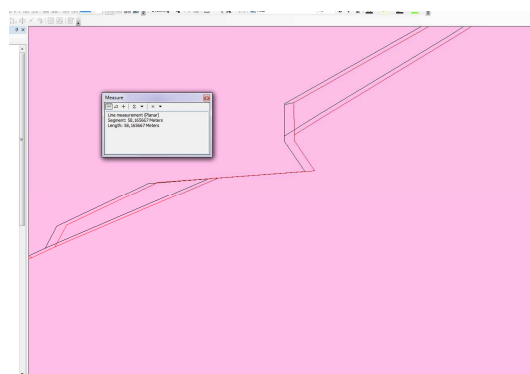 Measure
Line measurement (Planar)
Segment: 58,165667 Meters
Length: 58,165667 Meters